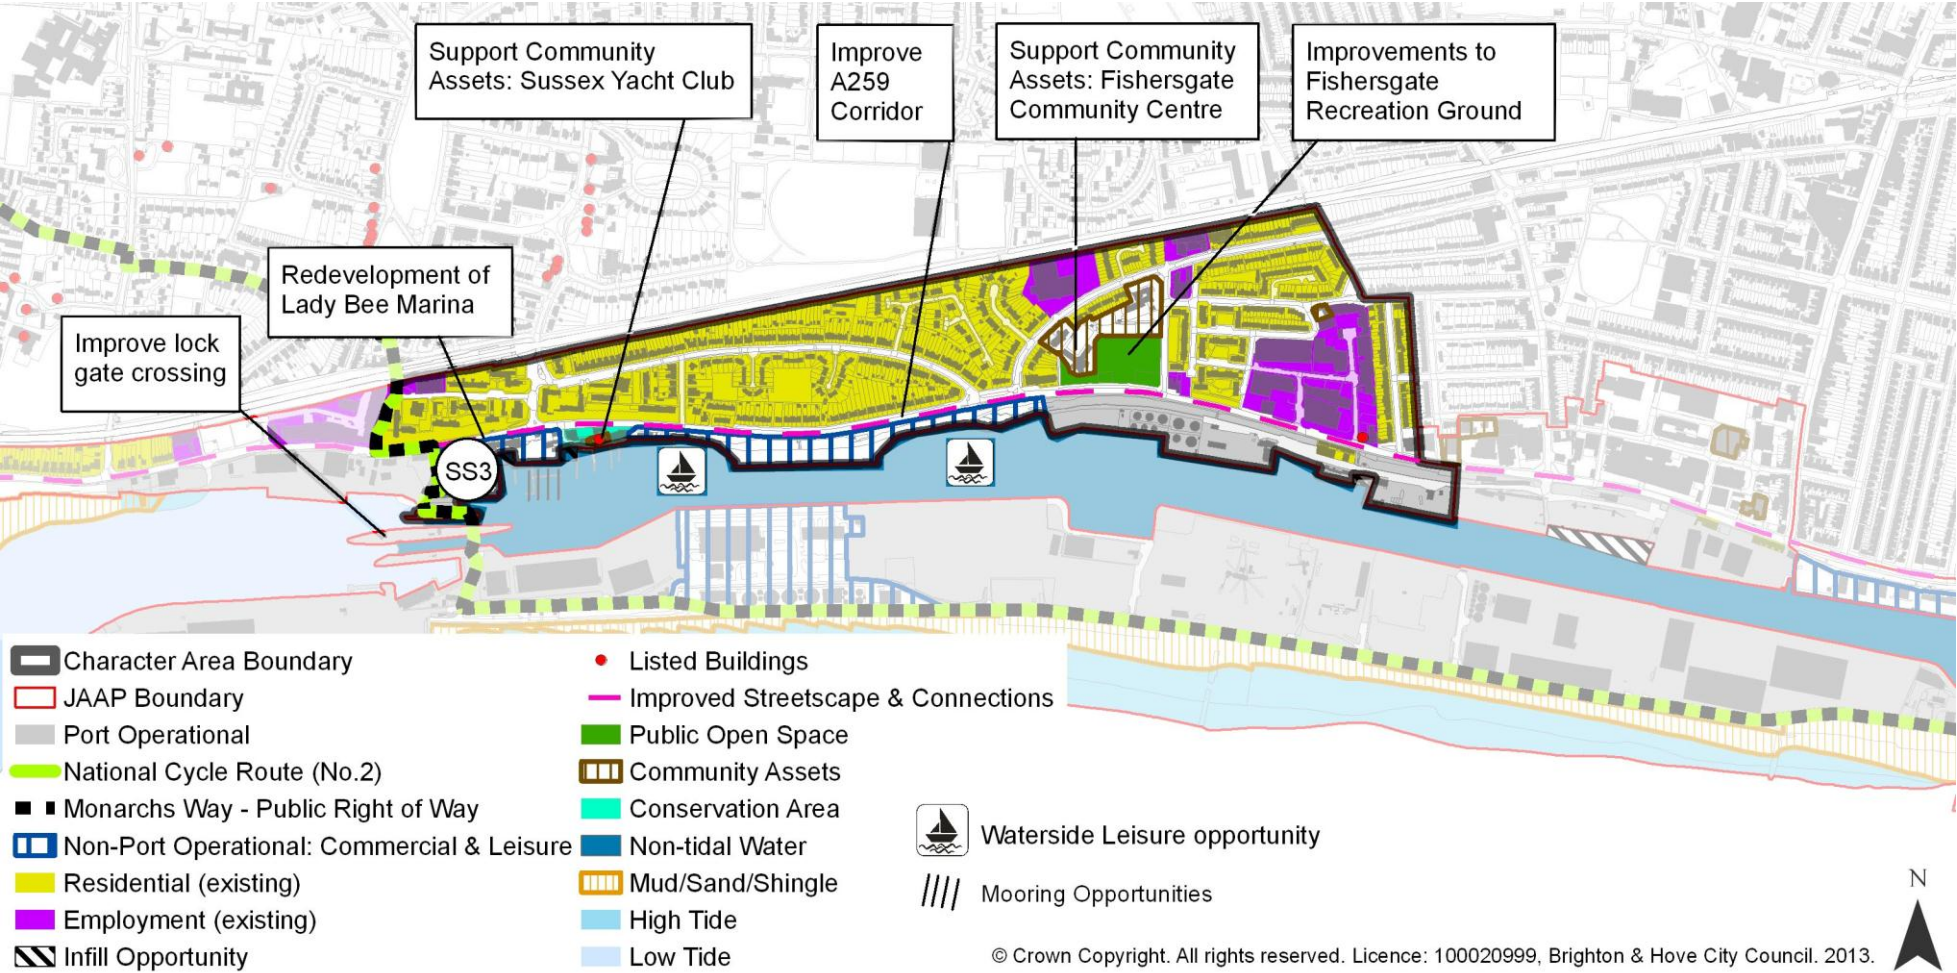 Support Community
Assets: Sussex Yacht Club
Improve
A259
Corridor
Support Community
Assets: Fishersgate
Community Centre
Improvements to
Fishersgate
Recreation Ground
Redevelopment of
Lady Bee Marina
Improve lock
gate crossing
SS3
Character Area Boundary
JAAP Boundary
Port Operational
National Cycle Route (No.2)
Monarchs Way - Public Right of Way
Non-Port Operational: Commercial & Leisure
Residential (existing)
Employment (existing)
Infill Opportunity
Listed Buildings
Improved Streetscape & Connections
Public Open Space
Community Assets
Conservation Area
Non-tidal Water
Mud/Sand/Shingle
High Tide
Low Tide
Waterside Leisure opportunity
Mooring Opportunities
N
© Crown Copyright. All rights reserved. Licence: 100020999, Brighton & Hove City Council. 2013.